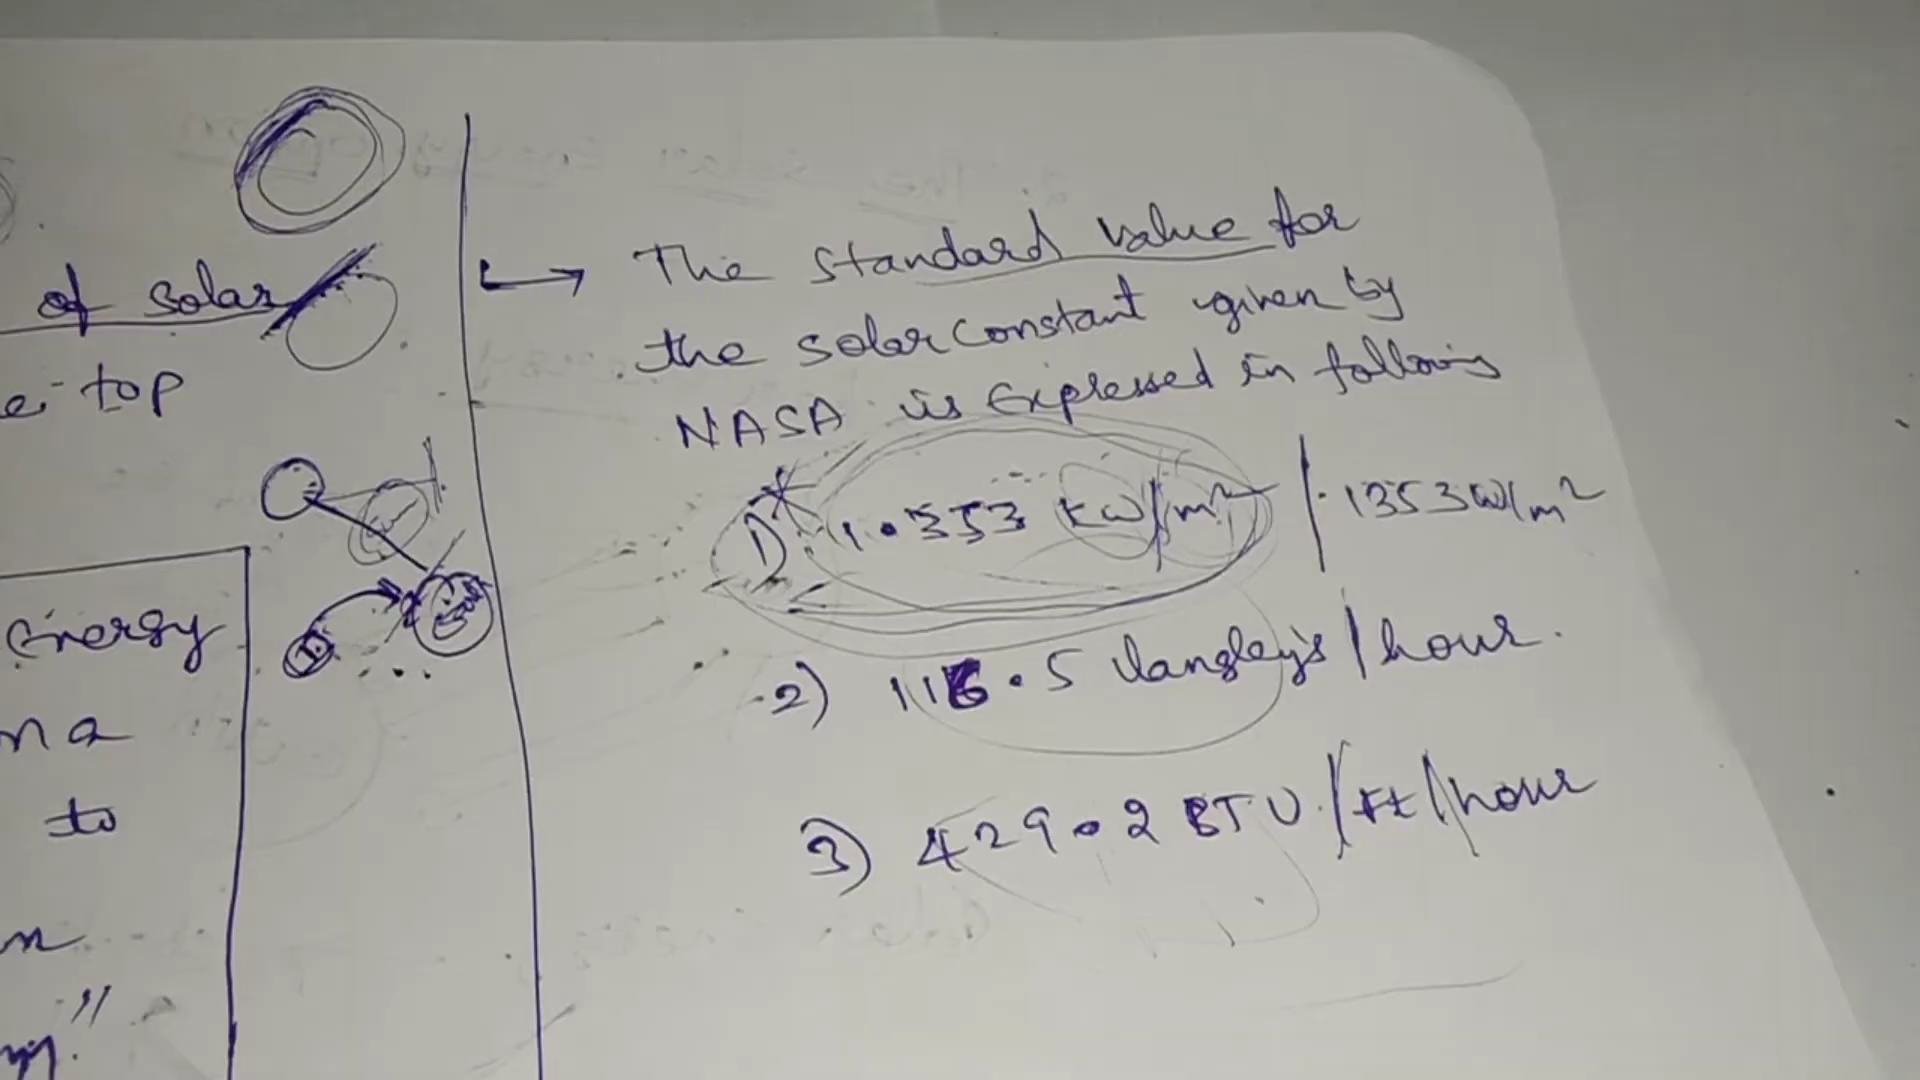 of solar
e top
Energy
na
to
m
"
The standard value for
the solar constant given by
NASA is Expressed in following
1) 1.353 kw/m² | 1353 W/m²
2) 116.5 langley's / hour.
3) 429.2 BTU / Ft / hour